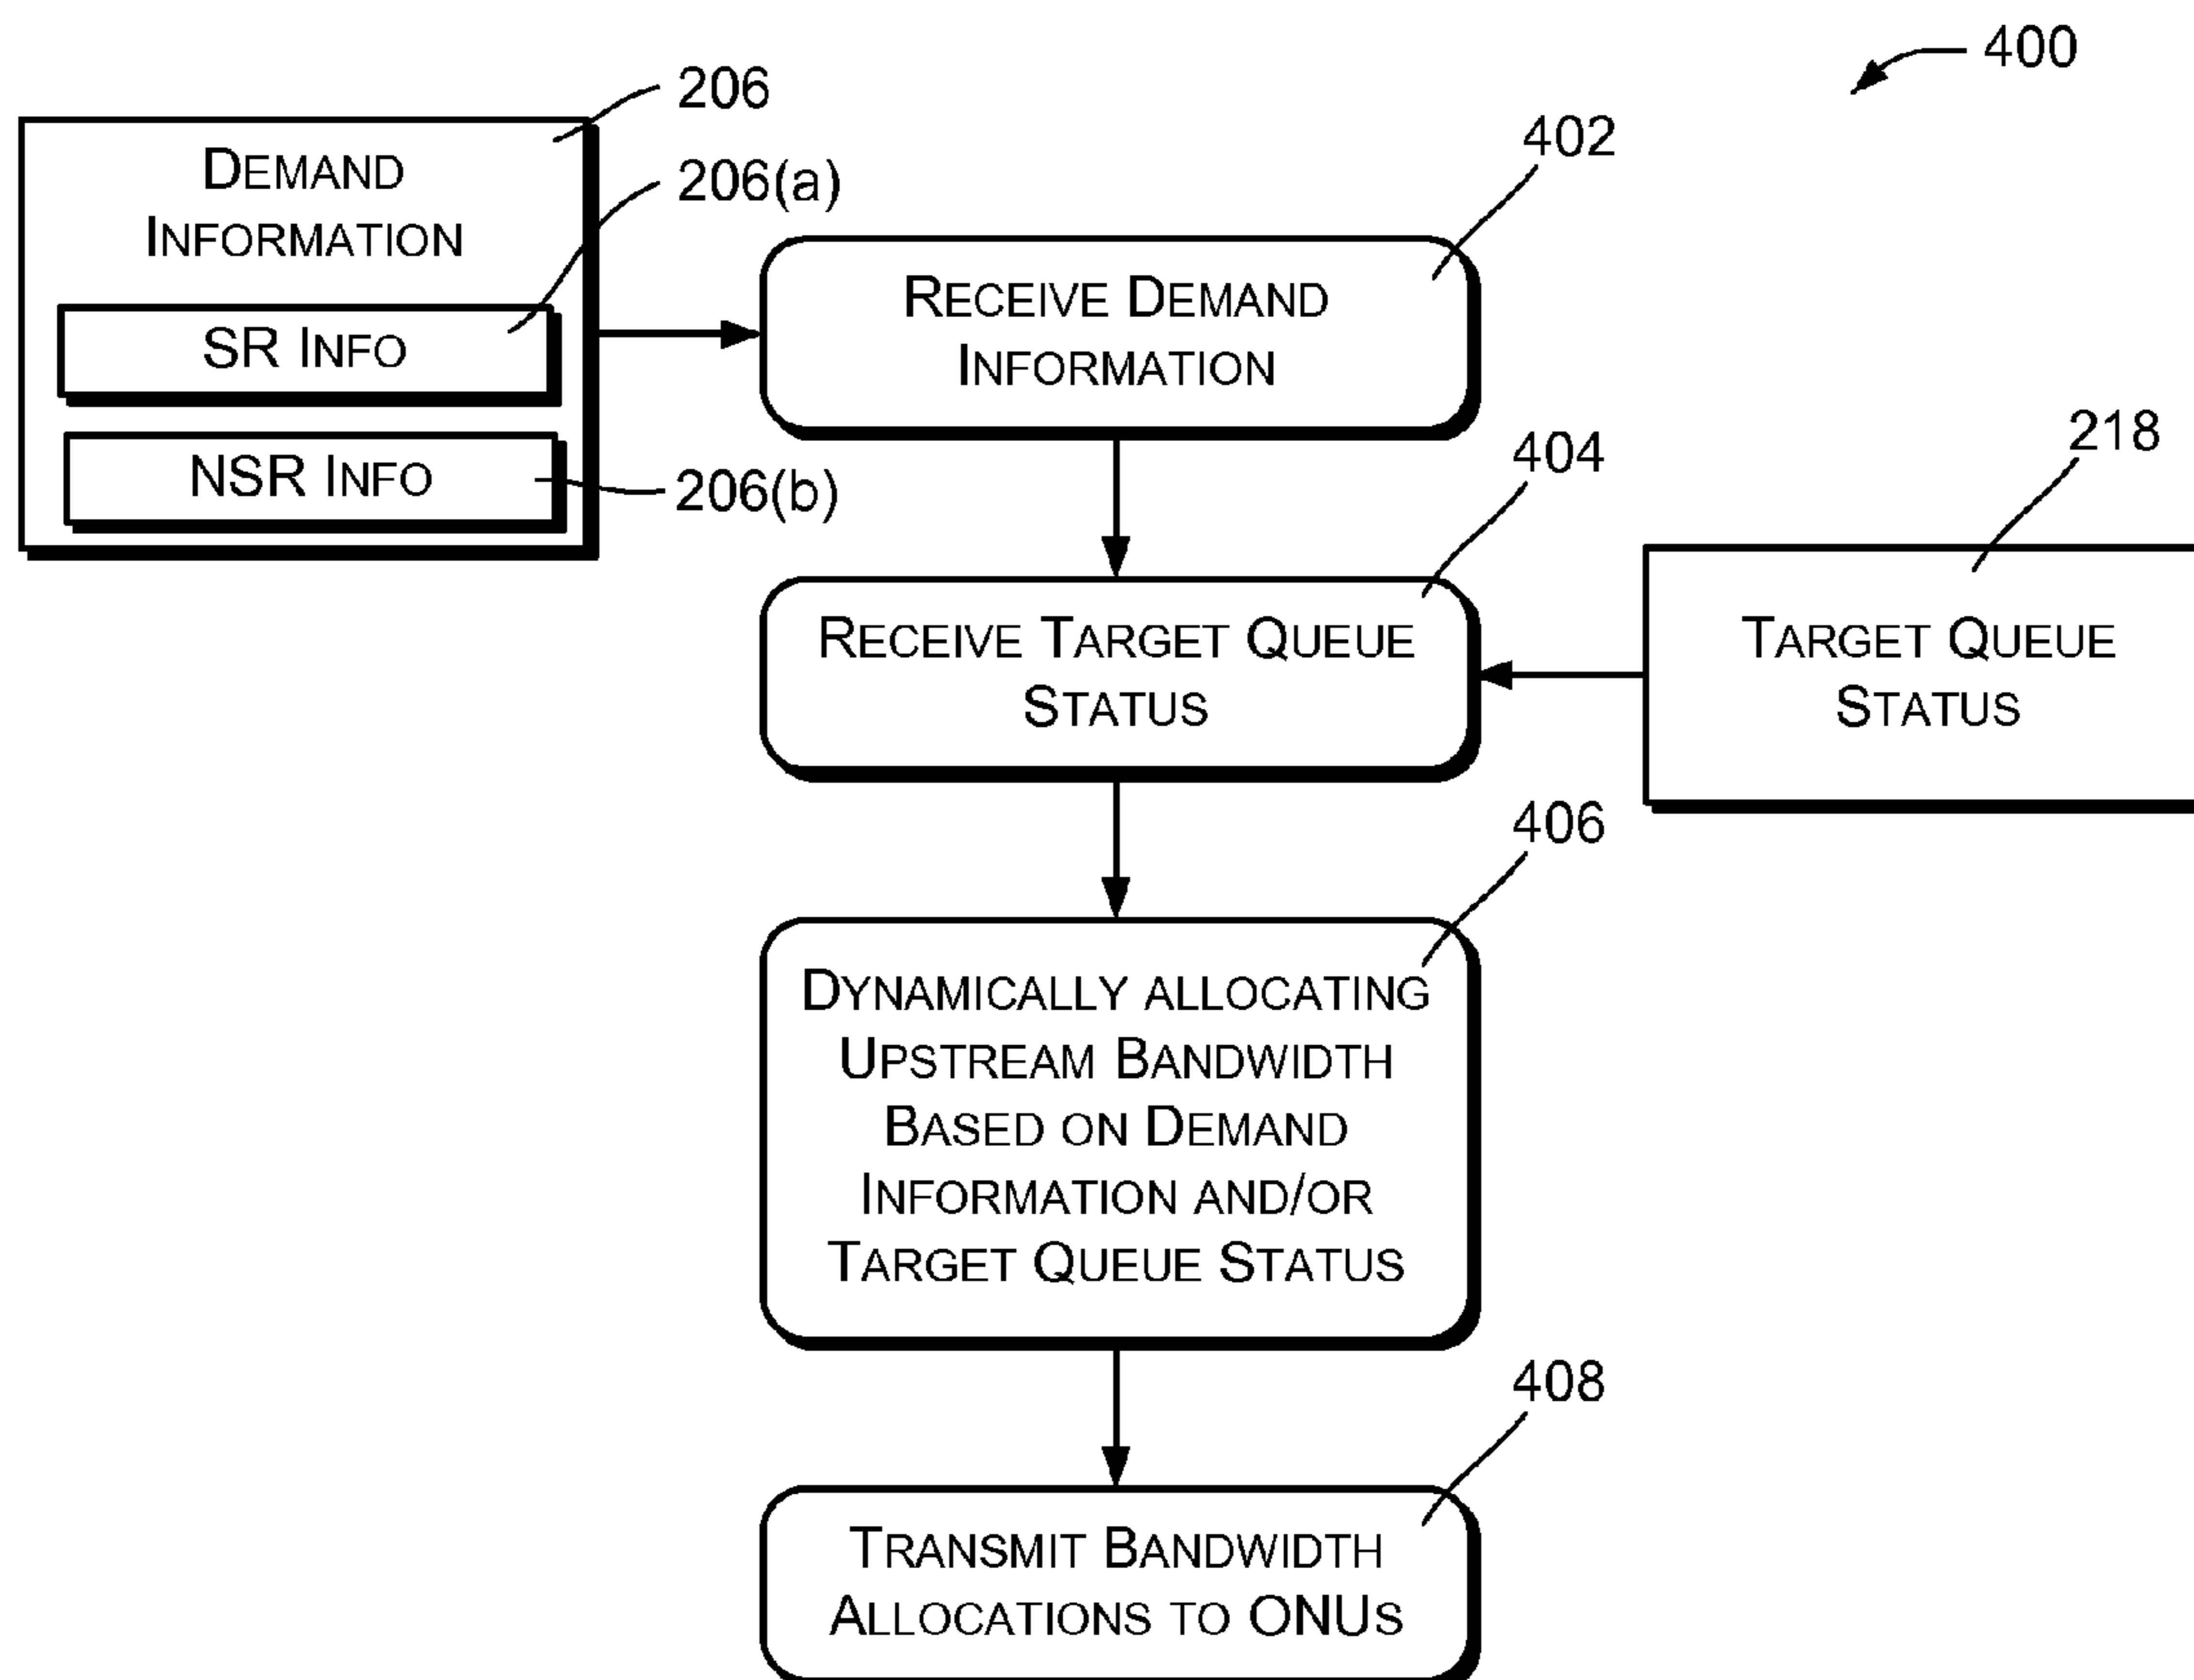 400
206
DEMAND
INFORMATION
206(a)
SR INFO
NSR INFO
206(b)
402
RECEIVE DEMAND
INFORMATION
404
RECEIVE TARGET QUEUE
STATUS
218
TARGET QUEUE
STATUS
406
DYNAMICALLY ALLOCATING
UPSTREAM BANDWIDTH
BASED ON DEMAND
INFORMATION AND/OR
TARGET QUEUE STATUS
408
TRANSMIT BANDWIDTH
ALLOCATIONS TO ONUS